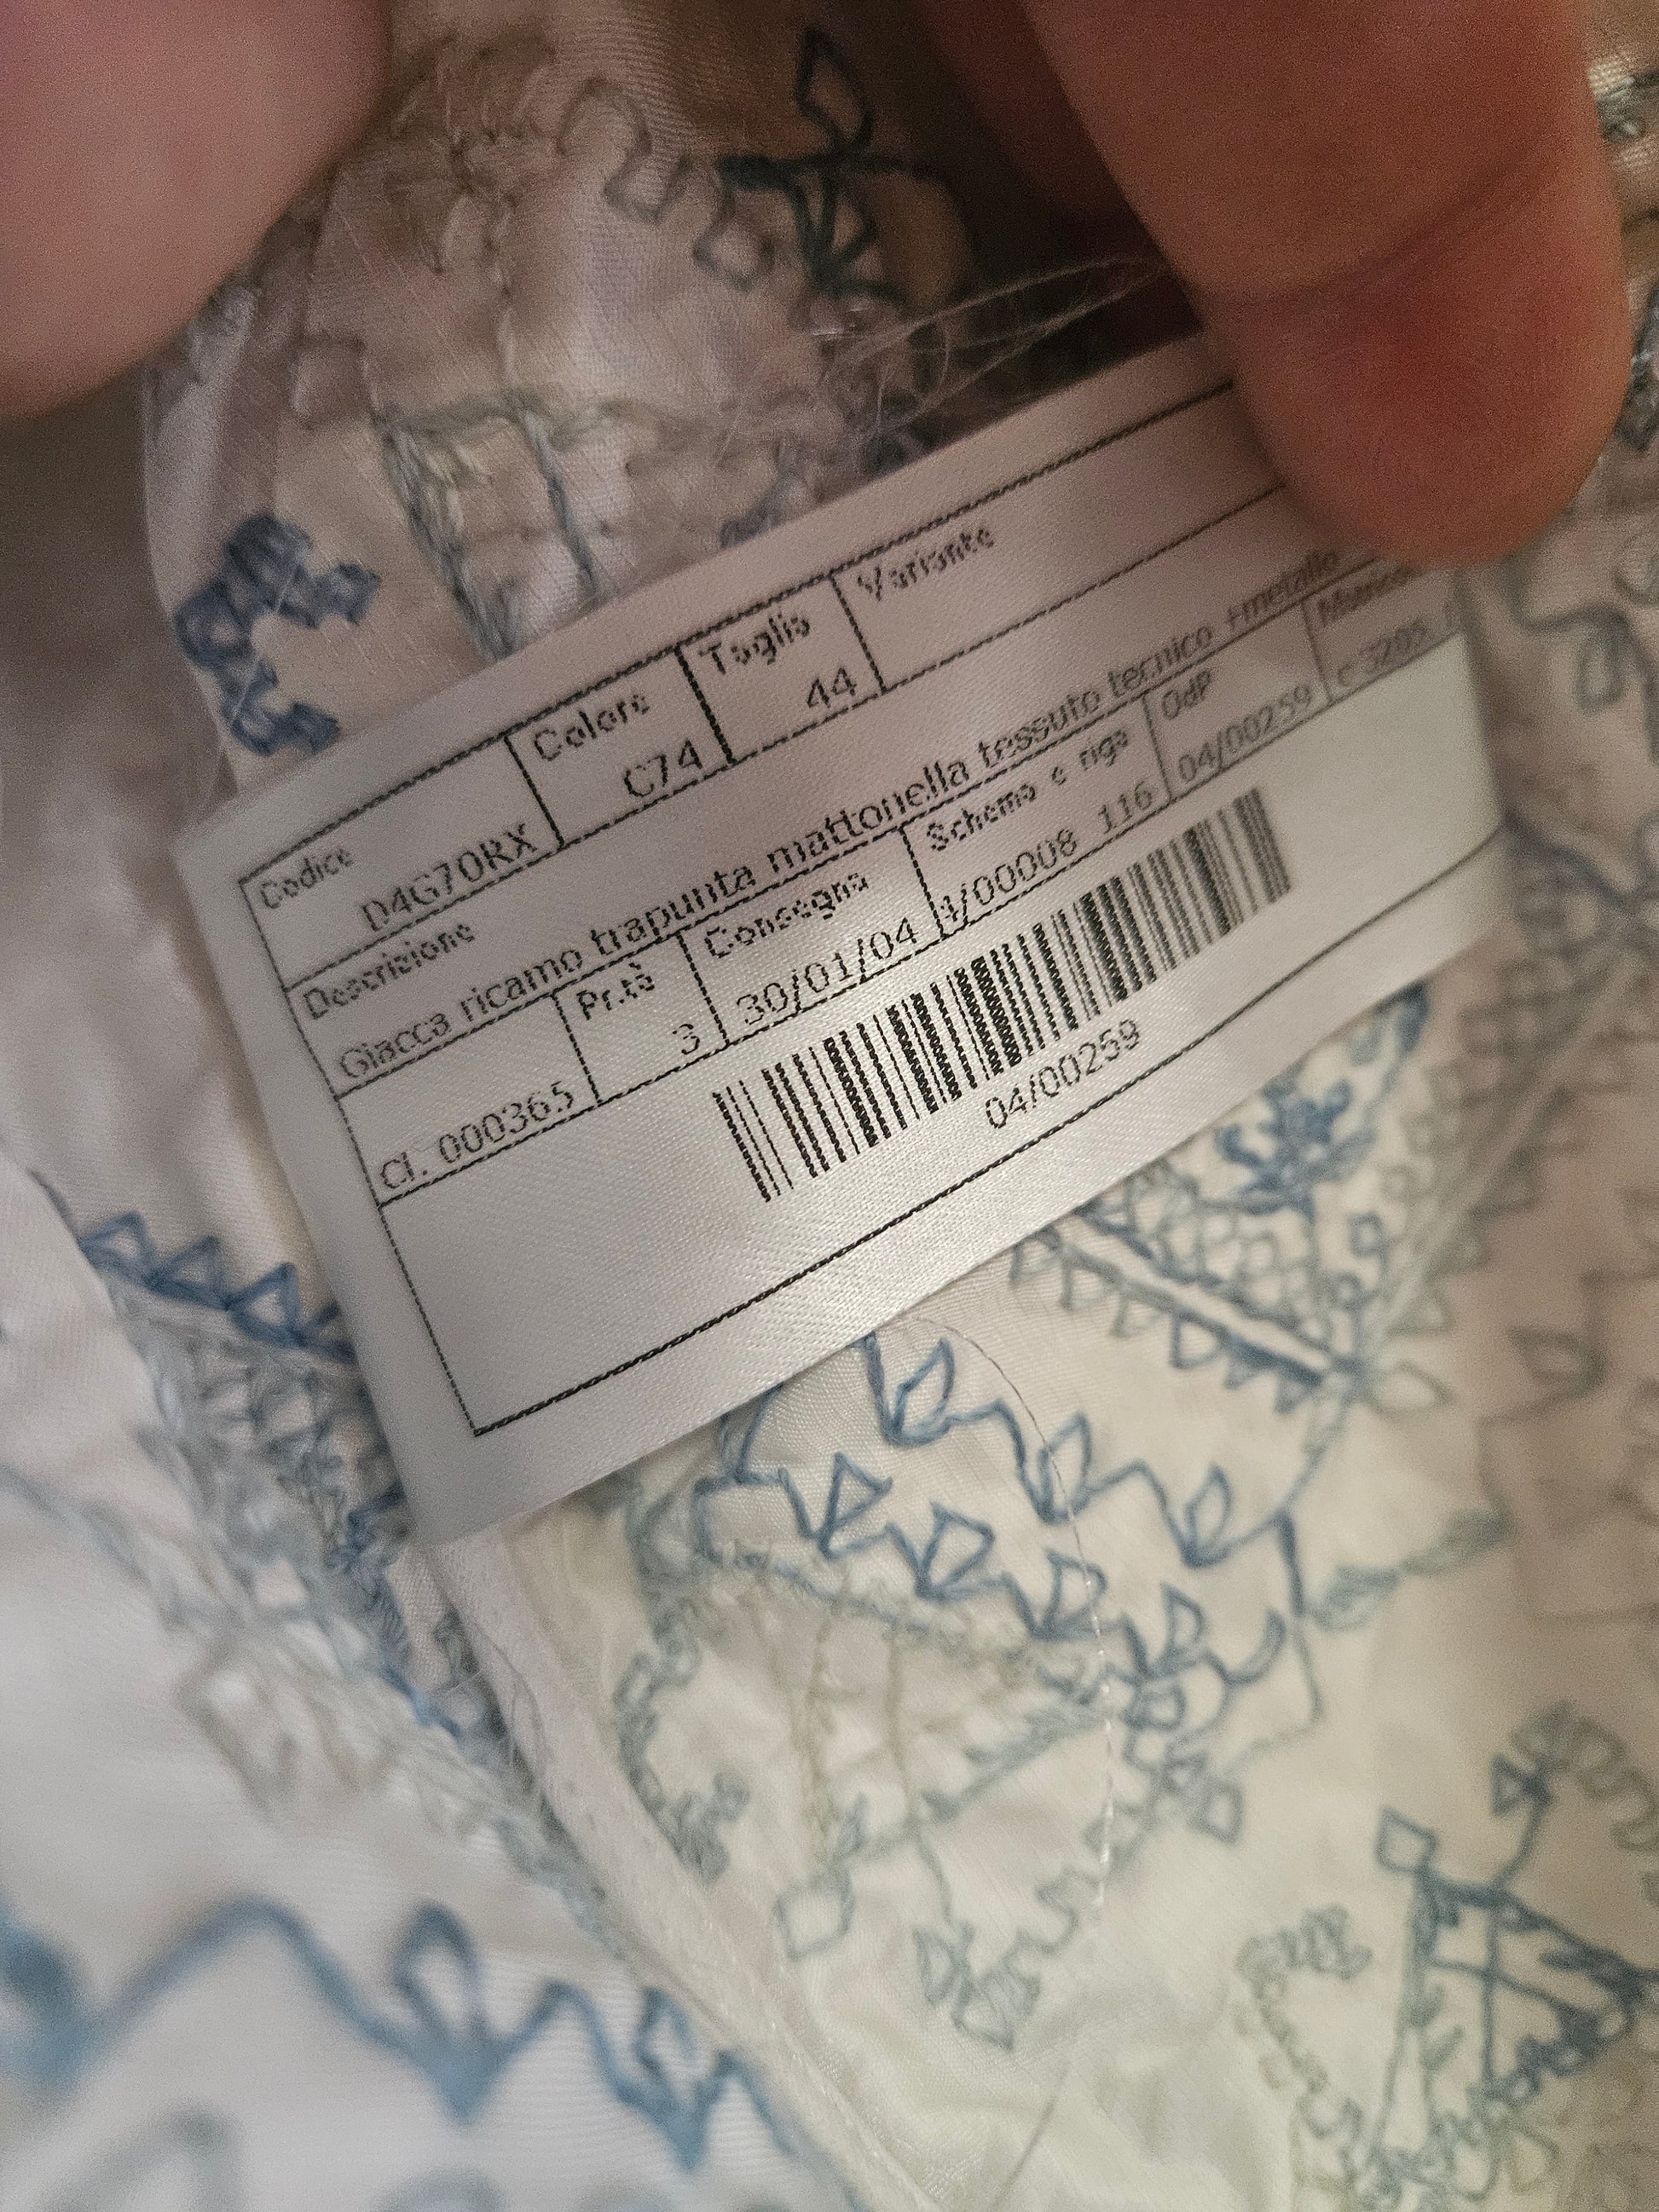 Codice Colore Taglia Variante
D4G70RX C74 44
Descrizione
Giacca ricamo trapunta mattonella tessuto tecnico +metallo
Pr.tà Consegna Schema e riga OdP
Cl. 000365 3 30/01/04 4/00008 116 04/00259
04/00259